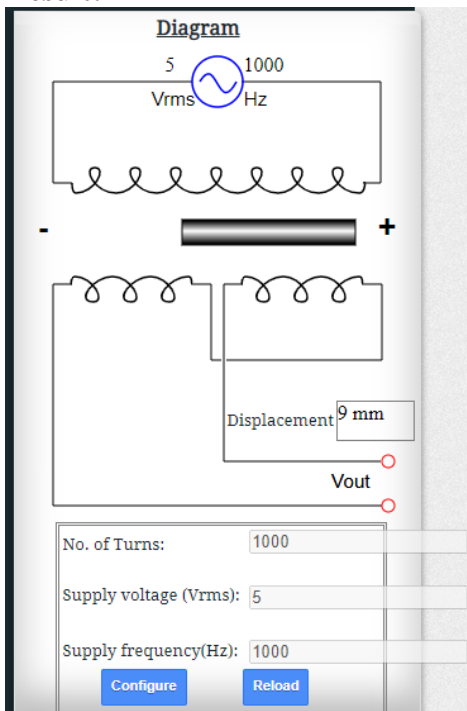 Diagram
5 1000
Vrms Hz
- +
Displacement 9 mm
Vout
No. of Turns: 1000
Supply voltage (Vrms): 5
Supply frequency(Hz): 1000
Configure Reload